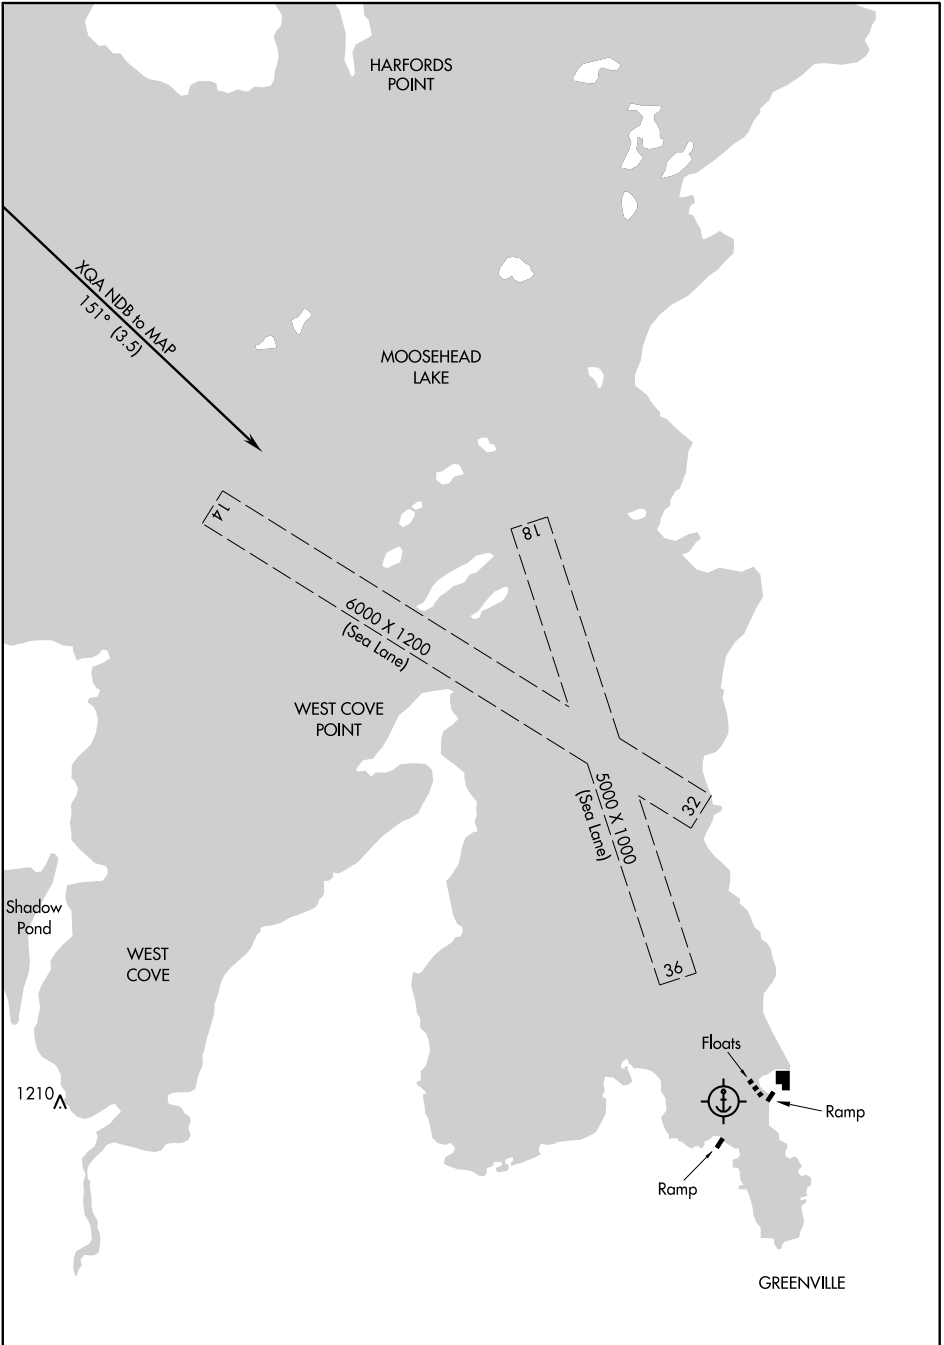 HARFORDS
POINT
XQA NDB to MAP
151° (3.5)
MOOSEHEAD
LAKE
14
18
6000 X 1200
(Sea Lane)
WEST COVE
POINT
5000 X 1000
(Sea Lane)
32
Shadow
Pond
WEST
COVE
36
Floats
1210
Ramp
Ramp
GREENVILLE